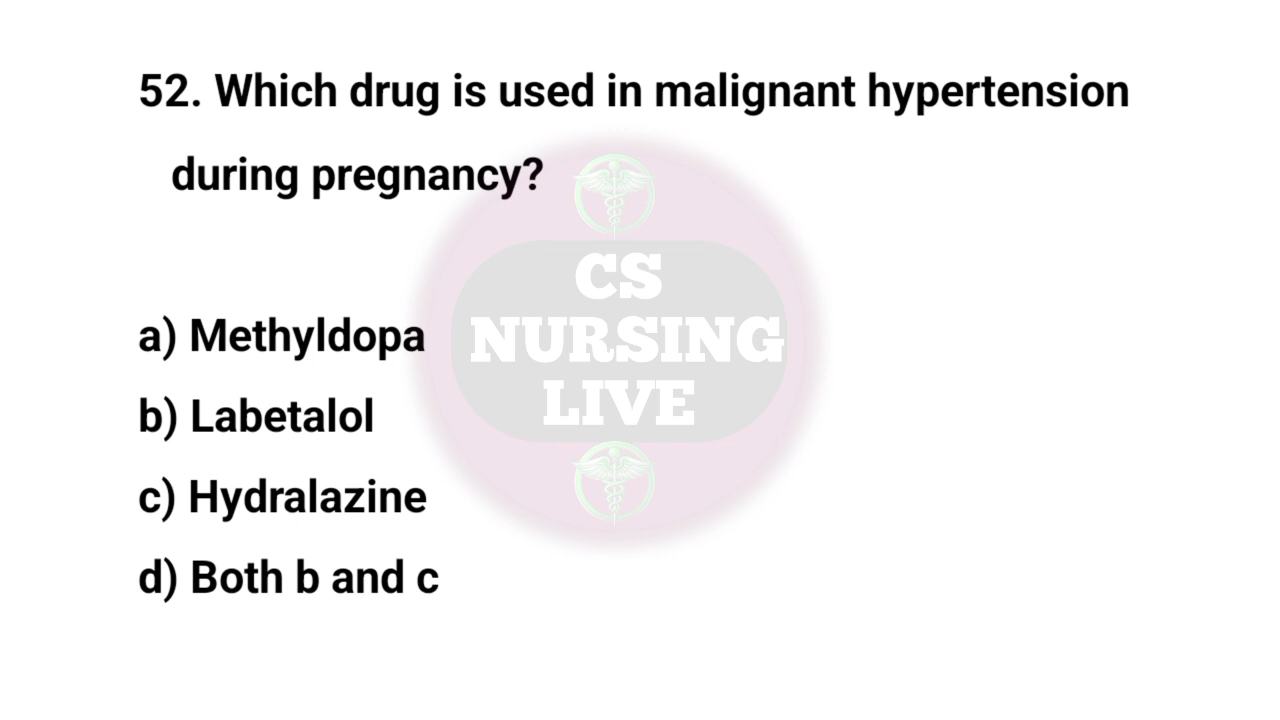 52. Which drug is used in malignant hypertension
during pregnancy?
CS
NURSING
LIVE
a) Methyldopa
b) Labetalol
c) Hydralazine
d) Both b and c